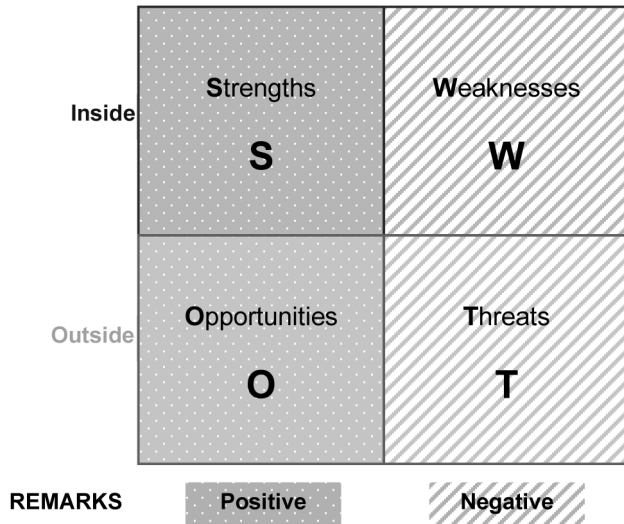 Strengths
Weaknesses
Inside
S
W
Opportunities
Threats
Outside
O
T
REMARKS
Positive
Negative